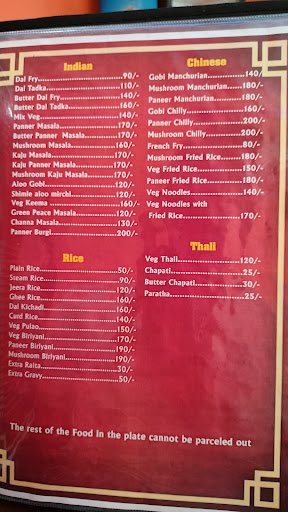 Indian
Dal Fry 90/-
Dal Tadka 110/-
Butter Dal Fry 140/-
Butter Dal Tadka 160/-
Mix Veg 140/-
Panner Masala 170/-
Butter Panner Masala 170/-
Mushroom Masala 160/-
Kaju Masala 170/-
Kaju Panner Masala 170/-
Mushroom Kaju Masala 170/-
Aloo Gobi 120/-
Shimle aloo mirchi 120/-
Veg Keema 160/-
Green Peace Masala 120/-
Channa Masala 130/-
Panner Burgi 200/-
Rice
Plain Rice 50/-
Steam Rice 90/-
Jeera Rice 120/-
Ghee Rice 160/-
Dal Kichadi 160/-
Curd Rice 140/-
Veg Pulao 150/-
Veg Biriyani 170/-
Paneer Biriyani 190/-
Mushroom Biriyani 190/-
Extra Raita 30/-
Extra Gravy 50/-
Chinese
Gobi Manchurian 140/
Mushroom Manchurian 180/-
Paneer Manchurian 180/-
Gobi Chilly 160/-
Panner Chilly 200/-
Mushroom Chilly 200/-
French Fry 80/-
Mushroom Fried Rice 180/-
Veg Fried Rice 150/-
Paneer Fried Rice 180/-
Veg Noodles 140/-
Veg Noodles with
Fried Rice 170/-
Thali
Veg Thali 120/-
Chapati 25/-
Butter Chapati 30/-
Paratha 25/-
The rest of the Food in the plate cannot be parceled out